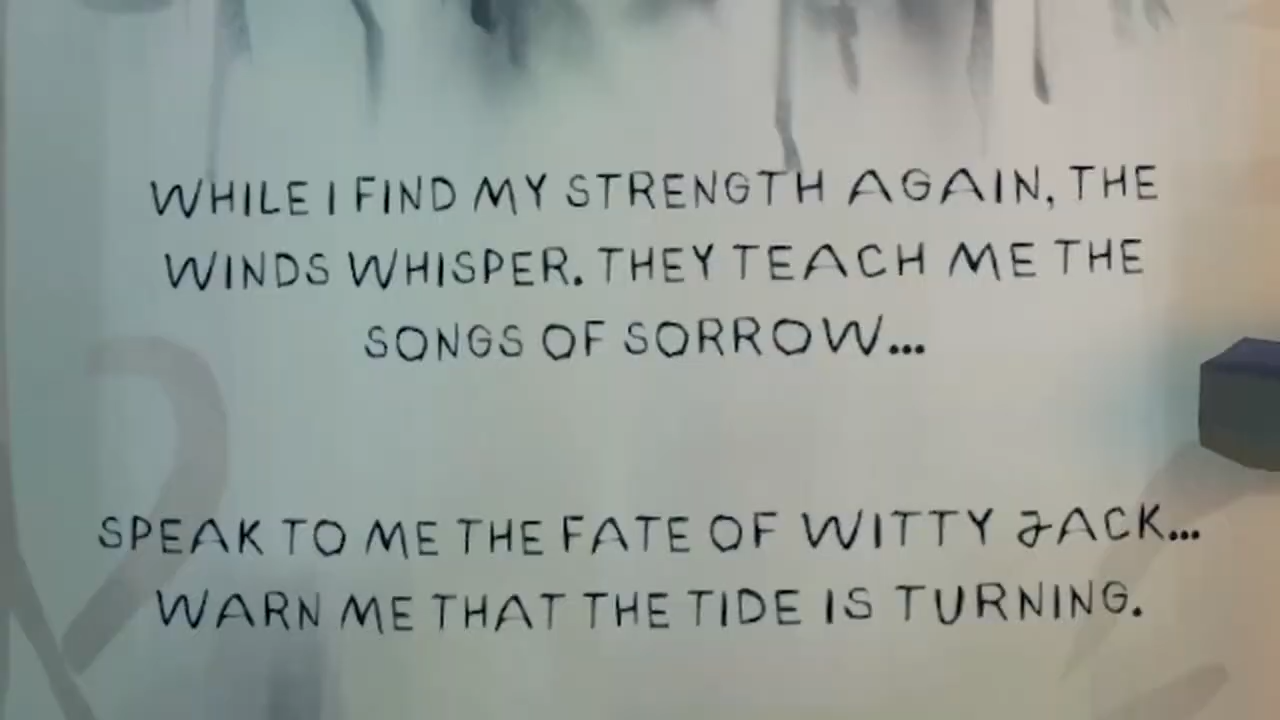 WHILE I FIND MY STRENGTH AGAIN, THE
WINDS WHISPER. THEY TEACH ME THE
SONGS OF SORROW...
SPEAK TO ME THE FATE OF WITTY JACK...
WARN ME THAT THE TIDE IS TURNING.